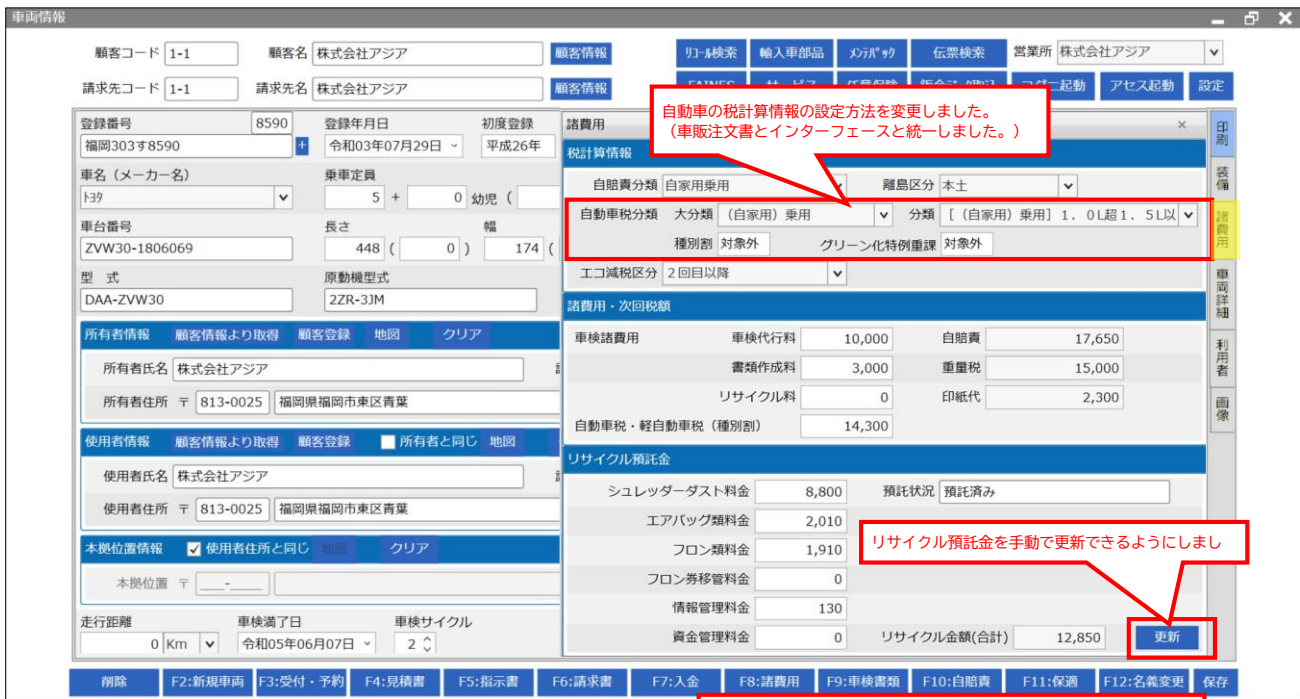 車両情報
顧客コード 1-1 顧客名 株式会社アジア 顧客情報 ﾘｺｰﾙ検索 輸入車部品 ﾒﾝﾃﾊﾟｯｸ 伝票検索 営業所 株式会社アジア
請求先コード 1-1 請求先名 株式会社アジア 顧客情報 アセス起動 設定
自動車の税計算情報の設定方法を変更しました。
（車販注文書とインターフェースと統一しました。）
登録番号 8590 登録年月日 初度登録
福岡303す8590 + 令和03年07月29日 平成26年
車名（メーカー名） 乗車定員
ﾄﾖﾀ 5 + 0 幼児 (
車台番号 長さ 幅
ZVW30-1806069 448 ( 0 ) 174 (
型 式 原動機型式
DAA-ZVW30 2ZR-3JM
所有者情報 顧客情報より取得 顧客登録 地図 クリア
所有者氏名 株式会社アジア
所有者住所 〒 813-0025 福岡県福岡市東区青葉
使用者情報 顧客情報より取得 顧客登録 所有者と同じ 地図
使用者氏名 株式会社アジア
使用者住所 〒 813-0025 福岡県福岡市東区青葉
本拠位置情報 使用者住所と同じ 地図 クリア
本拠位置 〒 ___-____
走行距離 車検満了日 車検サイクル
0 Km 令和05年06月07日 2
諸費用 ×
税計算情報
自賠責分類 自家用乗用 離島区分 本土
自動車税分類 大分類 （自家用）乗用 分類 [（自家用）乗用] 1．0L超1．5L以
種別割 対象外 グリーン化特例重課 対象外
エコ減税区分 2回目以降
諸費用・次回税額
車検諸費用 車検代行料 10,000 自賠責 17,650
書類作成料 3,000 重量税 15,000
リサイクル料 0 印紙代 2,300
自動車税・軽自動車税（種別割） 14,300
リサイクル預託金
シュレッダーダスト料金 8,800 預託状況 預託済み
エアバッグ類料金 2,010
フロン類料金 1,910
フロン券移管料金 0
情報管理料金 130
資金管理料金 0 リサイクル金額(合計) 12,850 更新
リサイクル預託金を手動で更新できるようにしまし
印刷
装備
諸費用
車両詳細
利用者
画像
削除 F2:新規車両 F3:受付・予約 F4:見積書 F5:指示書 F6:請求書 F7:入金 F8:諸費用 F9:車検書類 F10:自賠責 F11:保適 F12:名義変更 保存